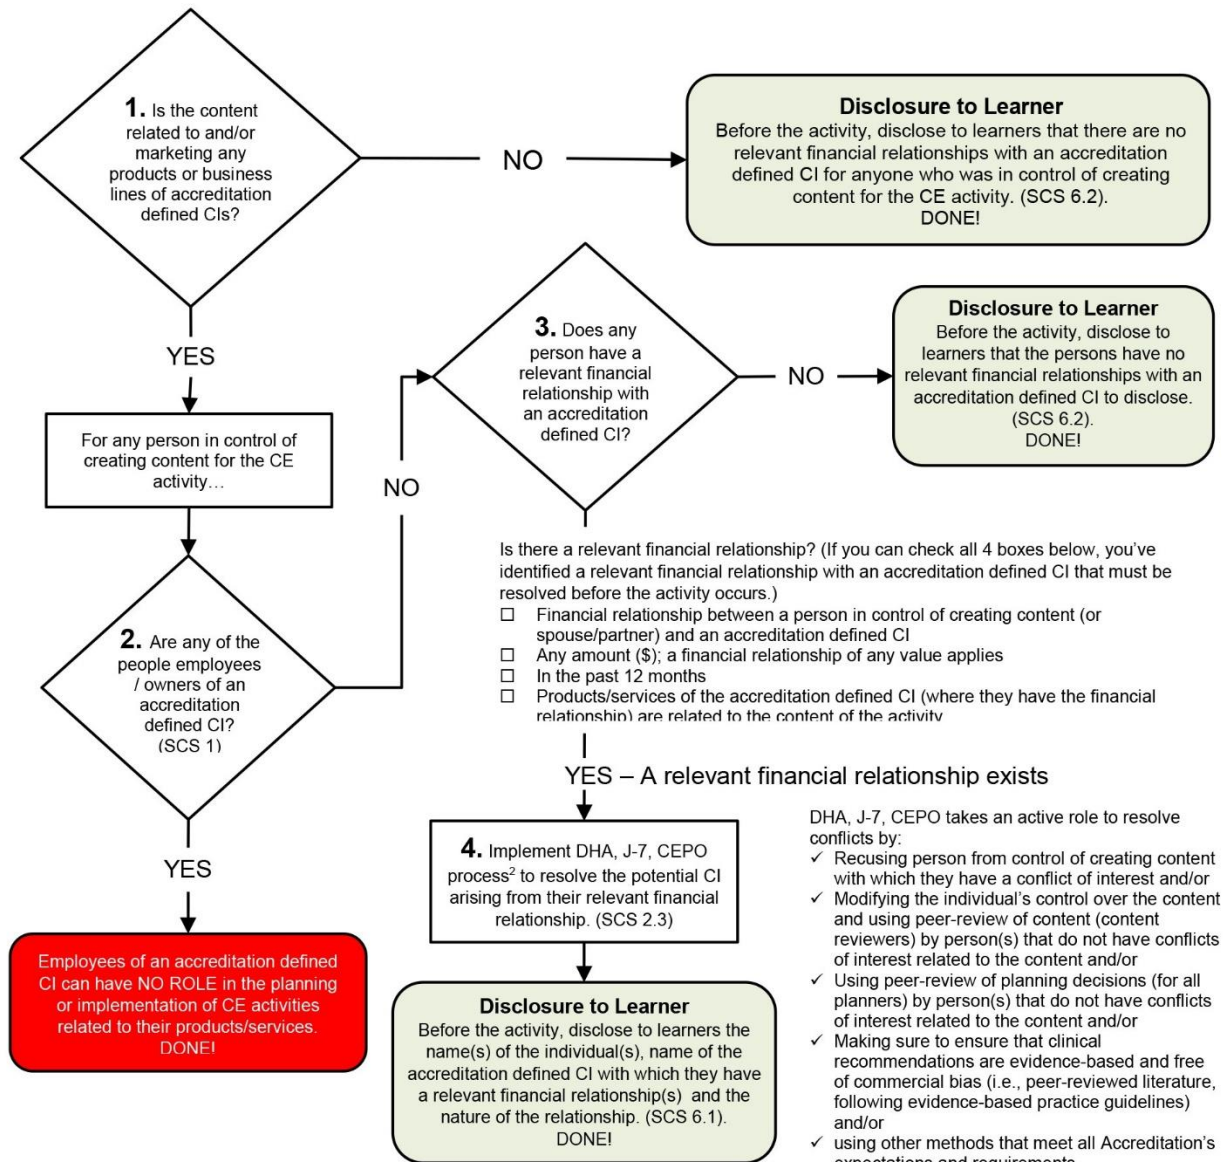 1. Is the content
related to and/or
marketing any
products or business
lines of accreditation
defined CIs?
NO
Disclosure to Learner
Before the activity, disclose to learners that there are no
relevant financial relationships with an accreditation
defined CI for anyone who was in control of creating
content for the CE activity. (SCS 6.2).
DONE!
YES
For any person in control of
creating content for the CE
activity…
2. Are any of the
people employees
/ owners of an
accreditation
defined CI?
(SCS 1)
NO
3. Does any
person have a
relevant financial
relationship with
an accreditation
defined CI?
NO
Disclosure to Learner
Before the activity, disclose to
learners that the persons have no
relevant financial relationships with an
accreditation defined CI to disclose.
(SCS 6.2).
DONE!
Is there a relevant financial relationship? (If you can check all 4 boxes below, you’ve
identified a relevant financial relationship with an accreditation defined CI that must be
resolved before the activity occurs.)
☐ Financial relationship between a person in control of creating content (or
spouse/partner) and an accreditation defined CI
☐ Any amount ($); a financial relationship of any value applies
☐ In the past 12 months
☐ Products/services of the accreditation defined CI (where they have the financial
relationship) are related to the content of the activity
YES
Employees of an accreditation defined
CI can have NO ROLE in the planning
or implementation of CE activities
related to their products/services.
DONE!
YES – A relevant financial relationship exists
4. Implement DHA, J-7, CEPO
process2 to resolve the potential CI
arising from their relevant financial
relationship. (SCS 2.3)
Disclosure to Learner
Before the activity, disclose to learners the
name(s) of the individual(s), name of the
accreditation defined CI with which they have
a relevant financial relationship(s) and the
nature of the relationship. (SCS 6.1).
DONE!
DHA, J-7, CEPO takes an active role to resolve
conflicts by:
✓ Recusing person from control of creating content
with which they have a conflict of interest and/or
✓ Modifying the individual’s control over the content
and using peer-review of content (content
reviewers) by person(s) that do not have conflicts
of interest related to the content and/or
✓ Using peer-review of planning decisions (for all
planners) by person(s) that do not have conflicts
of interest related to the content and/or
✓ Making sure to ensure that clinical
recommendations are evidence-based and free
of commercial bias (i.e., peer-reviewed literature,
following evidence-based practice guidelines)
and/or
✓ using other methods that meet all Accreditation’s
expectations and requirements